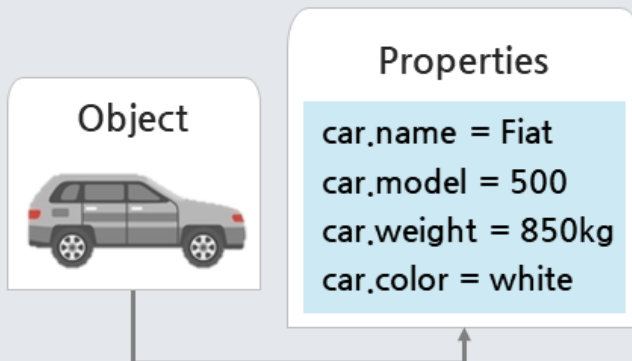 Object
Properties
car.name = Fiat
car.model = 500
car.weight = 850kg
car.color = white